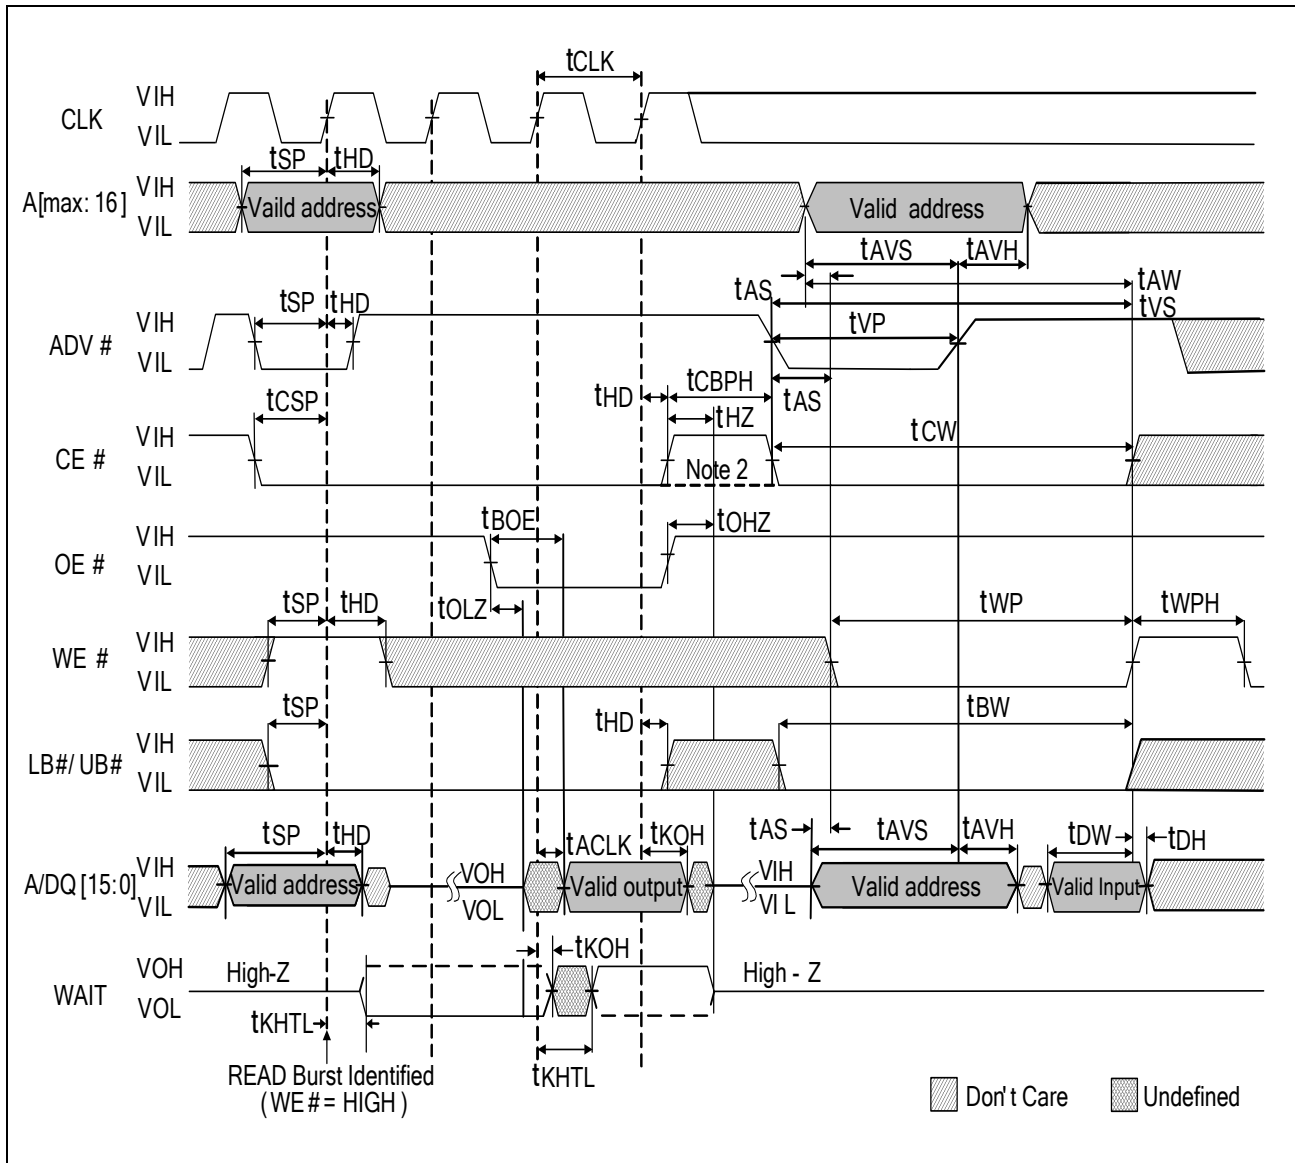 tCLK
CLK VIH
VIL
tSP tHD
A[max: 16] VIH
VIL
Vaild address Valid address
tAVS tAVH
tAS tAW
tSP tHD tVS
ADV # VIH
VIL
tVP
tHD tCBPH tAS
tCSP tHZ
CE # VIH
VIL
tCW
Note 2
tBOE tOHZ
OE # VIH
VIL
tOLZ
tSP tHD tWP tWPH
WE # VIH
VIL
tSP tHD tBW
LB#/ UB# VIH
VIL
tSP tHD tACLK tKOH tAS tAVS tAVH tDW tDH
A/DQ [15:0] VIH
VIL
Valid address VOH
VOL
Valid output VIH
VI L
Valid address Valid Input
tKOH
WAIT VOH
VOL
High-Z High - Z
tKHTL tKHTL
READ Burst Identified
( WE # = HIGH )
Don't Care Undefined